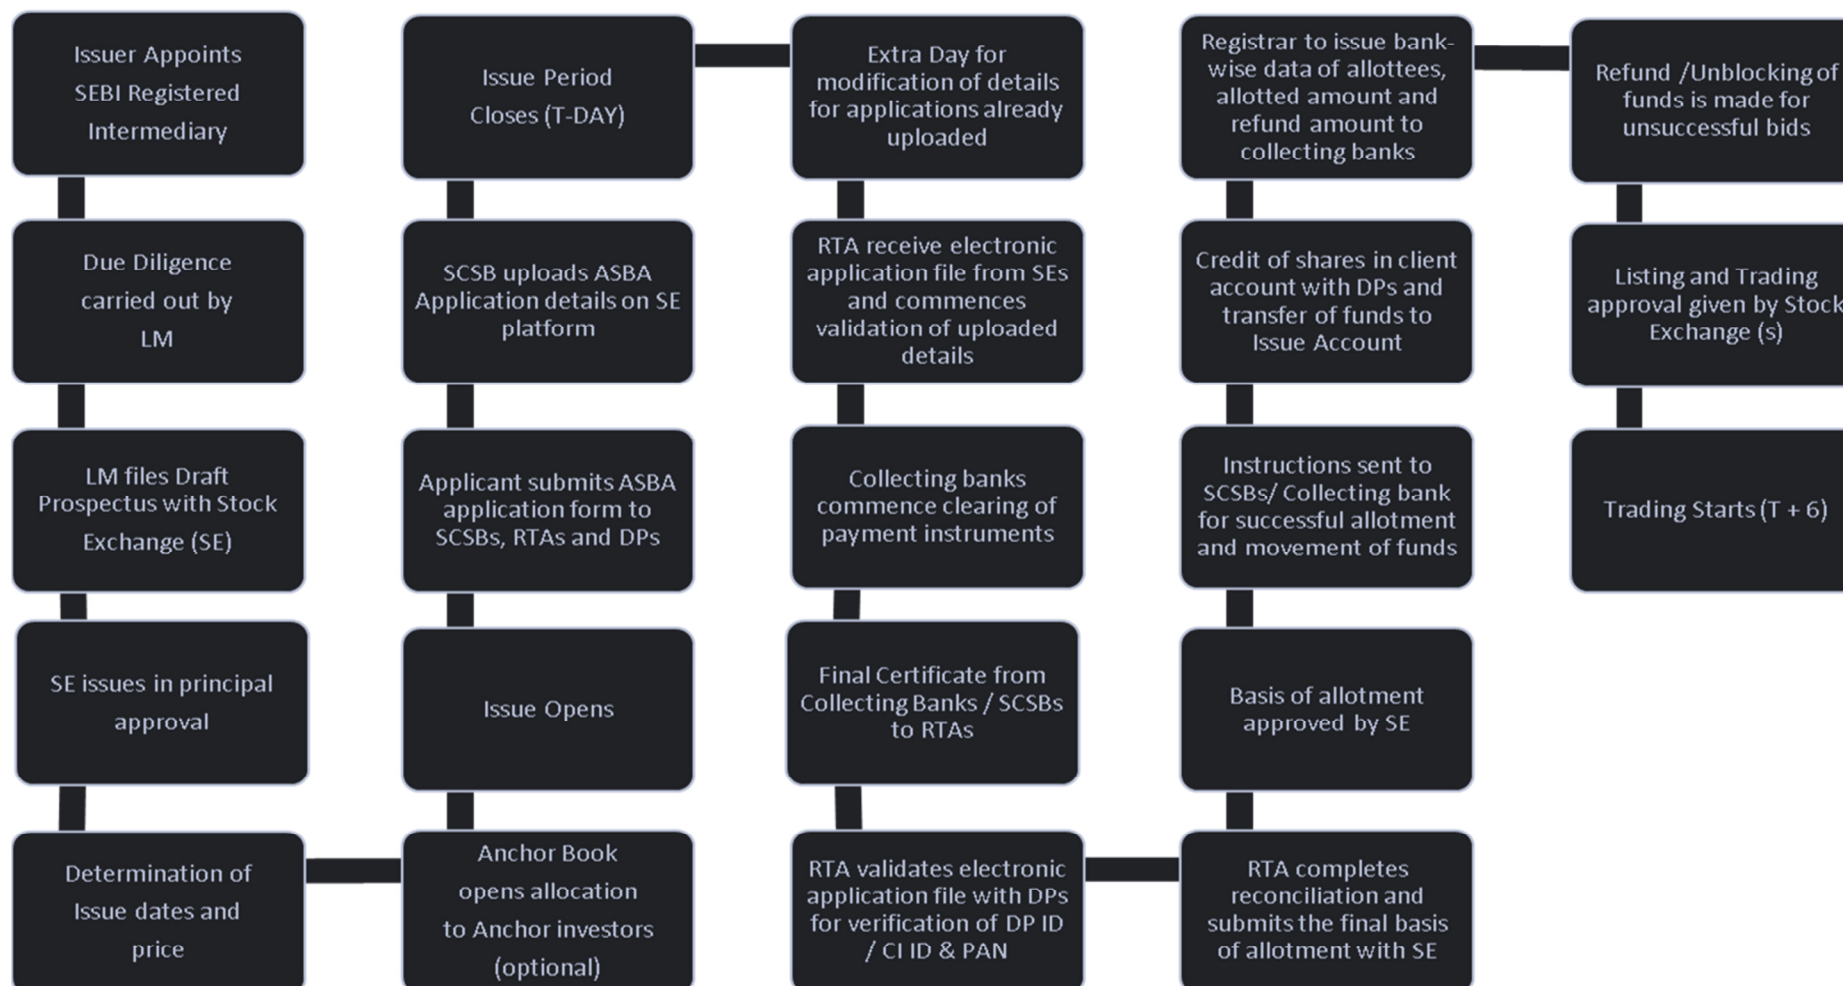 Issuer Appoints
SEBI Registered
Intermediary
Due Diligence
carried out by
LM
LM files Draft
Prospectus with Stock
Exchange (SE)
SE issues in principal
approval
Determination of
Issue dates and
price
Anchor Book
opens allocation
to Anchor investors
(optional)
Issue Opens
Applicant submits ASBA
application form to
SCSBs, RTAs and DPs
SCSB uploads ASBA
Application details on SE
platform
Issue Period
Closes (T-DAY)
Extra Day for
modification of details
for applications already
uploaded
RTA receive electronic
application file from SEs
and commences
validation of uploaded
details
Collecting banks
commence clearing of
payment instruments
Final Certificate from
Collecting Banks / SCSBs
to RTAs
RTA validates electronic
application file with DPs
for verification of DP ID
/ CI ID & PAN
RTA completes
reconciliation and
submits the final basis
of allotment with SE
Basis of allotment
approved by SE
Instructions sent to
SCSBs/ Collecting bank
for successful allotment
and movement of funds
Credit of shares in client
account with DPs and
transfer of funds to
Issue Account
Registrar to issue bank-
wise data of allottees,
allotted amount and
refund amount to
collecting banks
Refund /Unblocking of
funds is made for
unsuccessful bids
Listing and Trading
approval given by Stock
Exchange (s)
Trading Starts (T + 6)